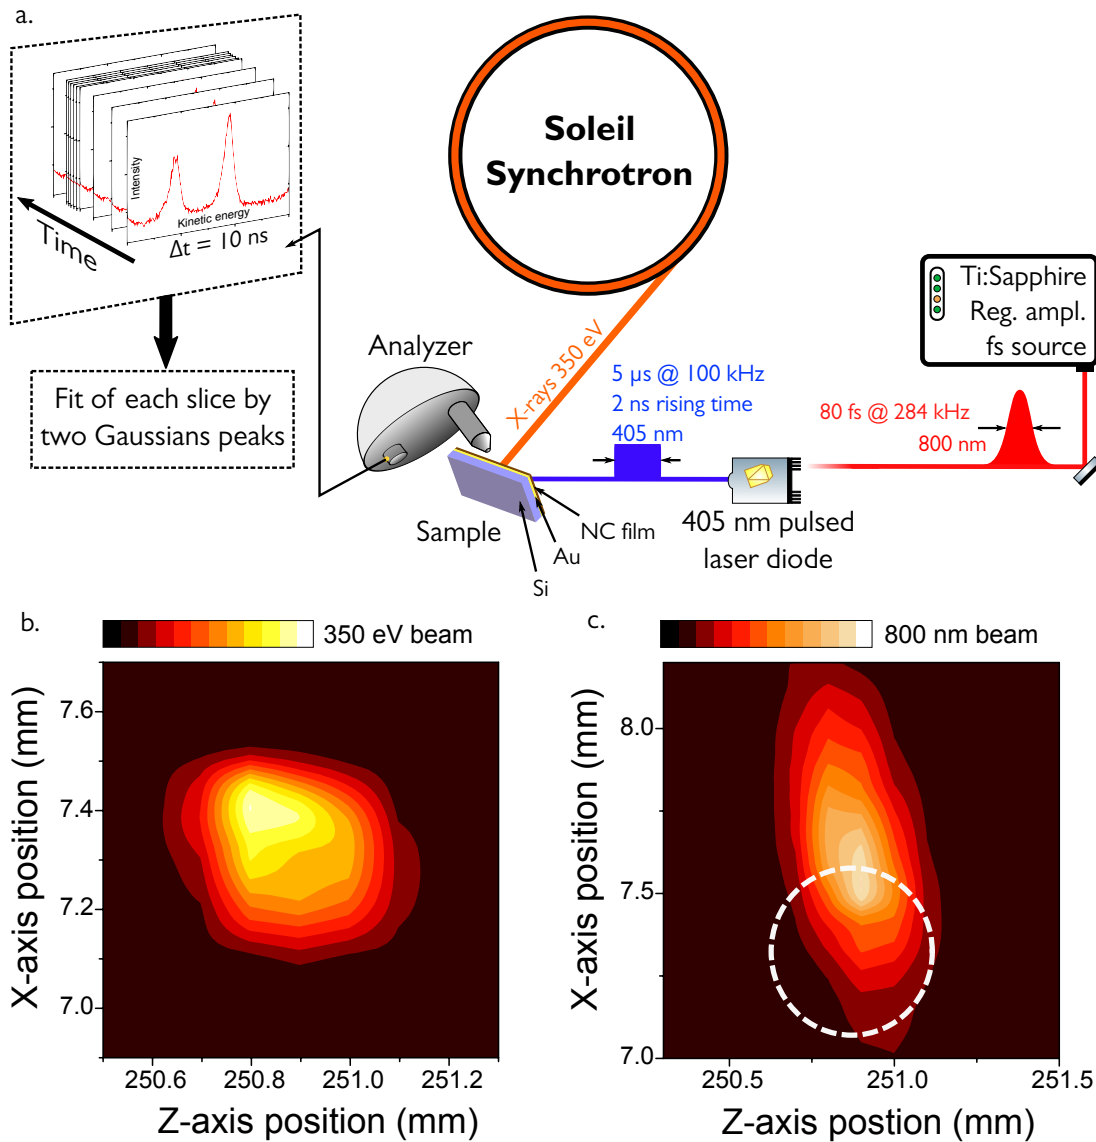 a.
Intensity
Kinetic energy
Time
Δt = 10 ns
Fit of each slice by
two Gaussians peaks
Soleil
Synchrotron
Analyzer
X-rays 350 eV
5 µs @ 100 kHz
2 ns rising time
405 nm
Ti:Sapphire
Reg. ampl.
fs source
80 fs @ 284 kHz
800 nm
Sample
NC film
Au
Si
405 nm pulsed
laser diode
b.
350 eV beam
X-axis position (mm)
7.6
7.4
7.2
7.0
250.6
250.8
251.0
251.2
Z-axis position (mm)
c.
800 nm beam
X-axis position (mm)
8.0
7.5
7.0
250.5
251.0
251.5
Z-axis postion (mm)